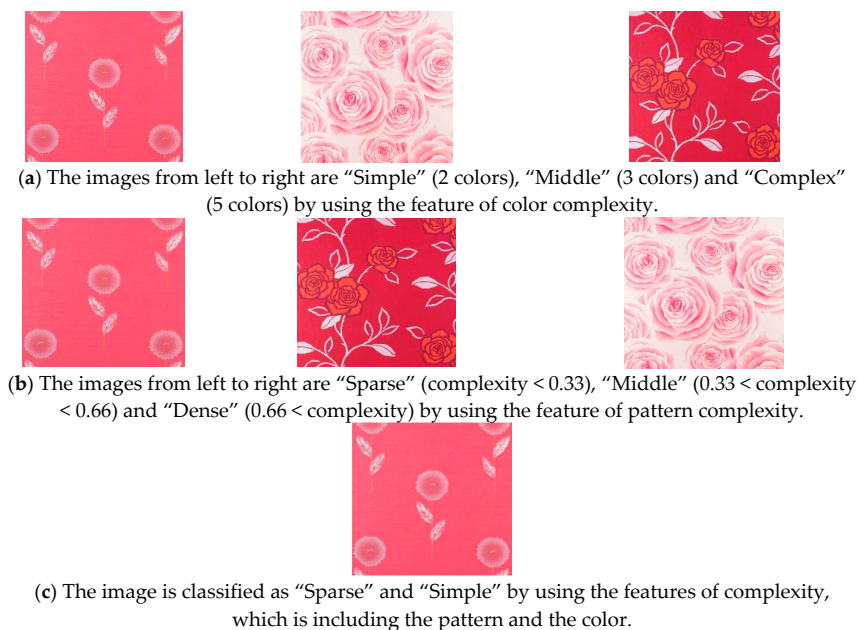 (a) The images from left to right are “Simple” (2 colors), “Middle” (3 colors) and “Complex”
(5 colors) by using the feature of color complexity.
(b) The images from left to right are “Sparse” (complexity < 0.33), “Middle” (0.33 < complexity
< 0.66) and “Dense” (0.66 < complexity) by using the feature of pattern complexity.
(c) The image is classified as “Sparse” and “Simple” by using the features of complexity,
which is including the pattern and the color.